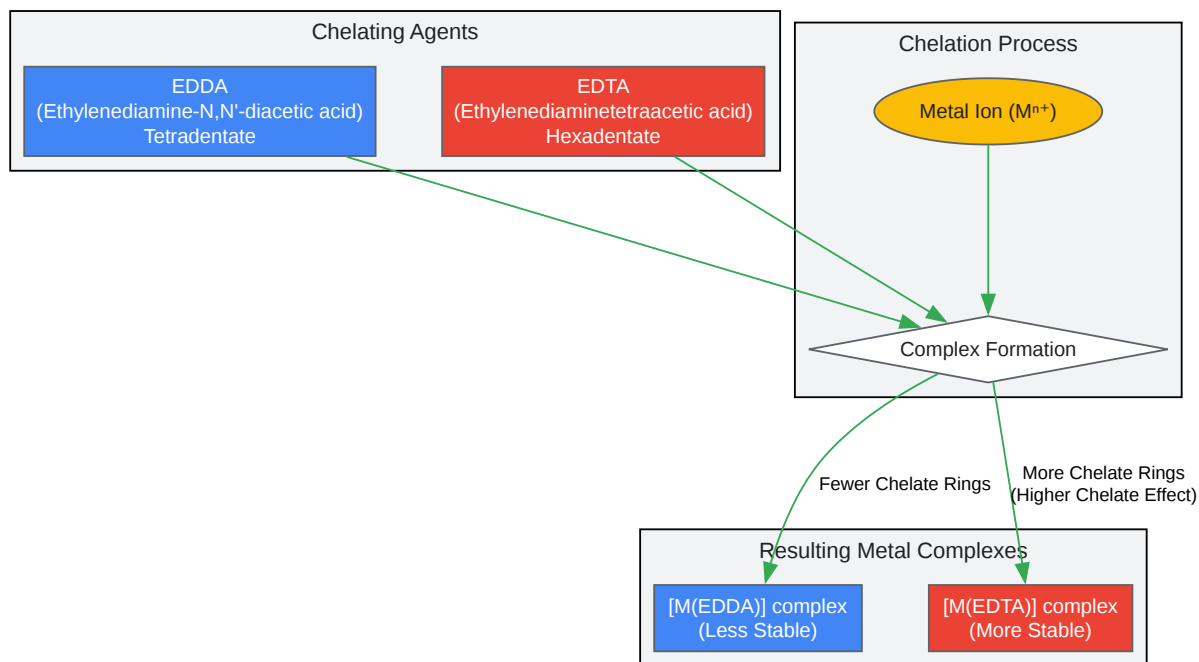 Chelating Agents
EDDA
(Ethylenediamine-N,N'-diacetic acid)
Tetradentate
EDTA
(Ethylenediaminetetraacetic acid)
Hexadentate
Chelation Process
Metal Ion (Mⁿ⁺)
Complex Formation
Fewer Chelate Rings
More Chelate Rings
(Higher Chelate Effect)
Resulting Metal Complexes
[M(EDDA)] complex
(Less Stable)
[M(EDTA)] complex
(More Stable)